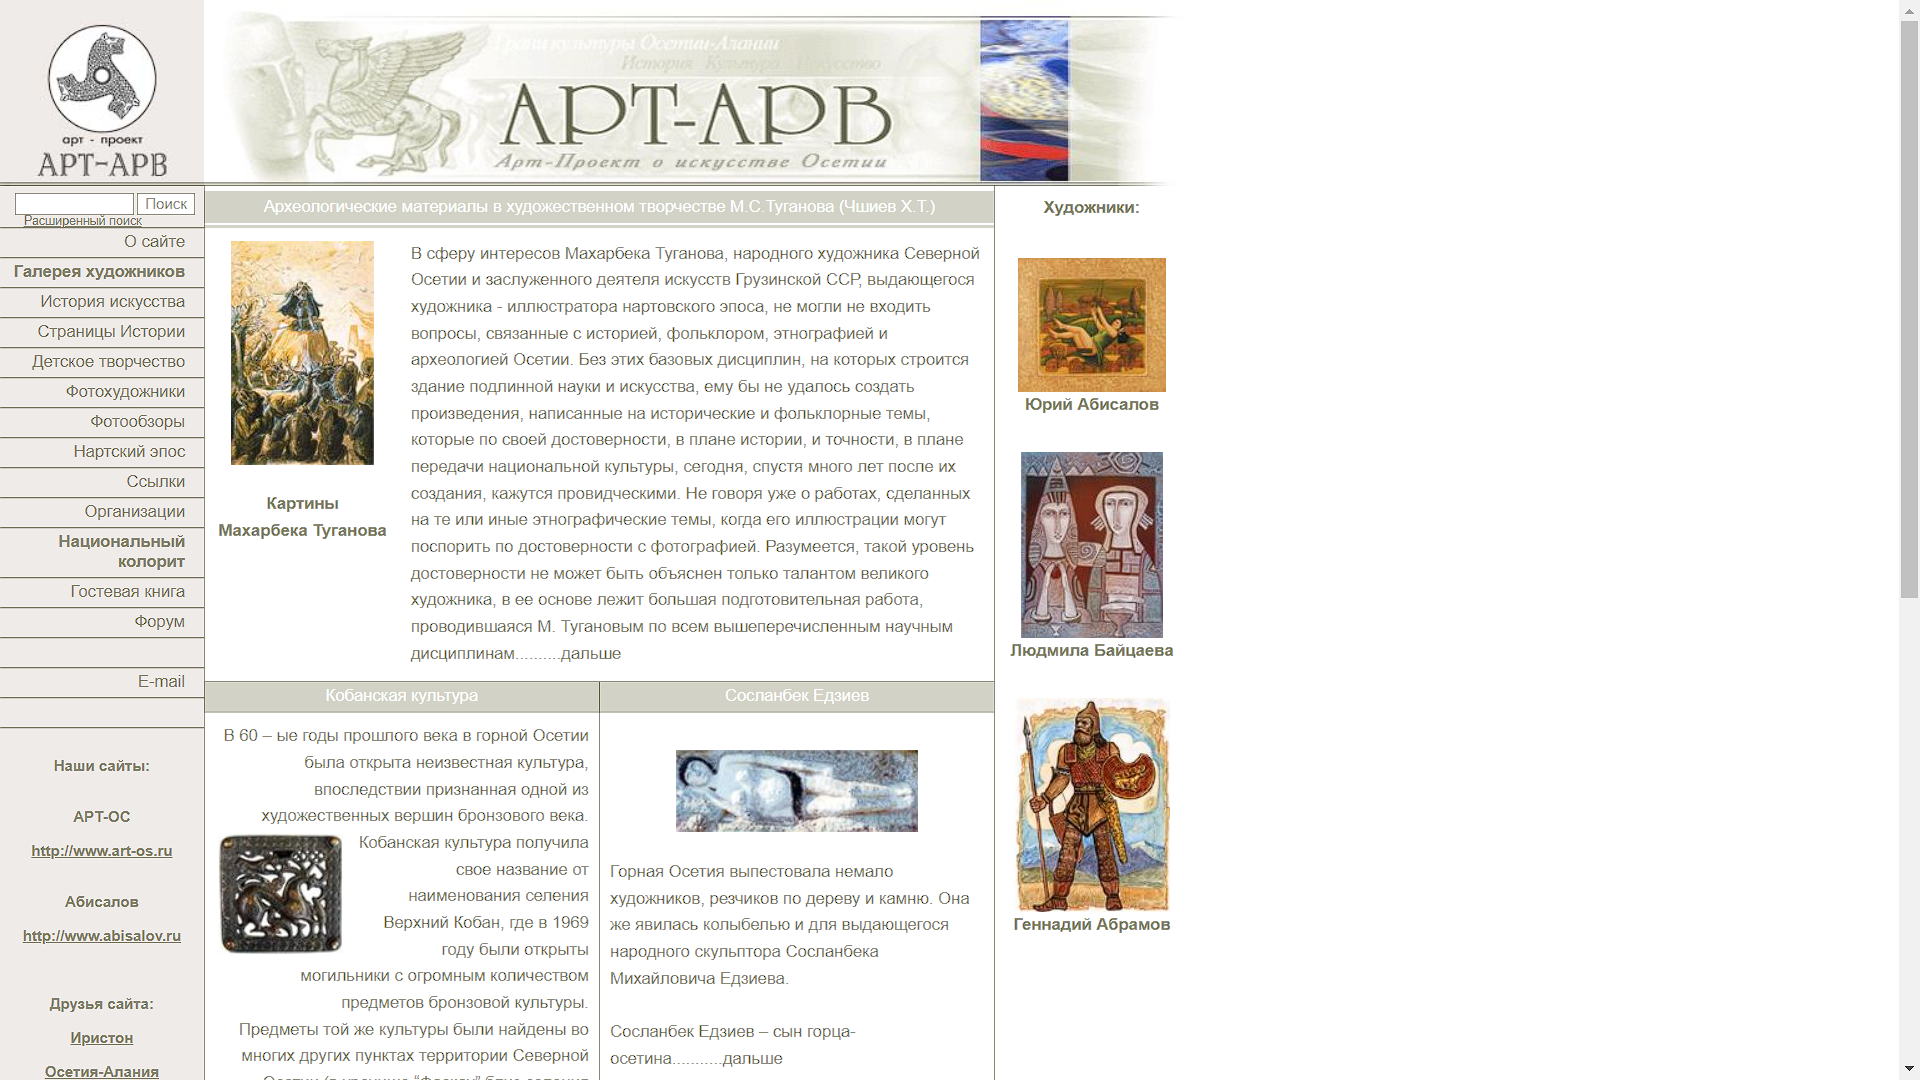 арт - проект
АРТ-АРВ
Грани культуры Осетии-Алании
История Культура Искусство
АРТ-АРВ
Арт-Проект о искусстве Осетии
Поиск
Расширенный поиск
О сайте
Галерея художников
История искусства
Страницы Истории
Детское творчество
Фотохудожники
Фотообзоры
Нартский эпос
Ссылки
Организации
Национальный
колорит
Гостевая книга
Форум
E-mail
Наши сайты:
АРТ-ОС
http://www.art-os.ru
Абисалов
http://www.abisalov.ru
Друзья сайта:
Иристон
Осетия-Алания
Археологические материалы в художественном творчестве М.С.Туганова (Чшиев Х.Т.)
Картины
Махарбека Туганова
В сферу интересов Махарбека Туганова, народного художника Северной
Осетии и заслуженного деятеля искусств Грузинской ССР, выдающегося
художника - иллюстратора нартовского эпоса, не могли не входить
вопросы, связанные с историей, фольклором, этнографией и
археологией Осетии. Без этих базовых дисциплин, на которых строится
здание подлинной науки и искусства, ему бы не удалось создать
произведения, написанные на исторические и фольклорные темы,
которые по своей достоверности, в плане истории, и точности, в плане
передачи национальной культуры, сегодня, спустя много лет после их
создания, кажутся провидческими. Не говоря уже о работах, сделанных
на те или иные этнографические темы, когда его иллюстрации могут
поспорить по достоверности с фотографией. Разумеется, такой уровень
достоверности не может быть объяснен только талантом великого
художника, в ее основе лежит большая подготовительная работа,
проводившаяся М. Тугановым по всем вышеперечисленным научным
дисциплинам..........дальше
Кобанская культура
В 60 – ые годы прошлого века в горной Осетии
была открыта неизвестная культура,
впоследствии признанная одной из
художественных вершин бронзового века.
Кобанская культура получила
свое название от
наименования селения
Верхний Кобан, где в 1969
году были открыты
могильники с огромным количеством
предметов бронзовой культуры.
Предметы той же культуры были найдены во
многих других пунктах территории Северной
Осетии (в урочище “Фаскау” близ селения
Сосланбек Едзиев
Горная Осетия выпестовала немало
художников, резчиков по дереву и камню. Она
же явилась колыбелью и для выдающегося
народного скульптора Сосланбека
Михайловича Едзиева.
Сосланбек Едзиев – сын горца-
осетина...........дальше
Художники:
Юрий Абисалов
Людмила Байцаева
Геннадий Абрамов